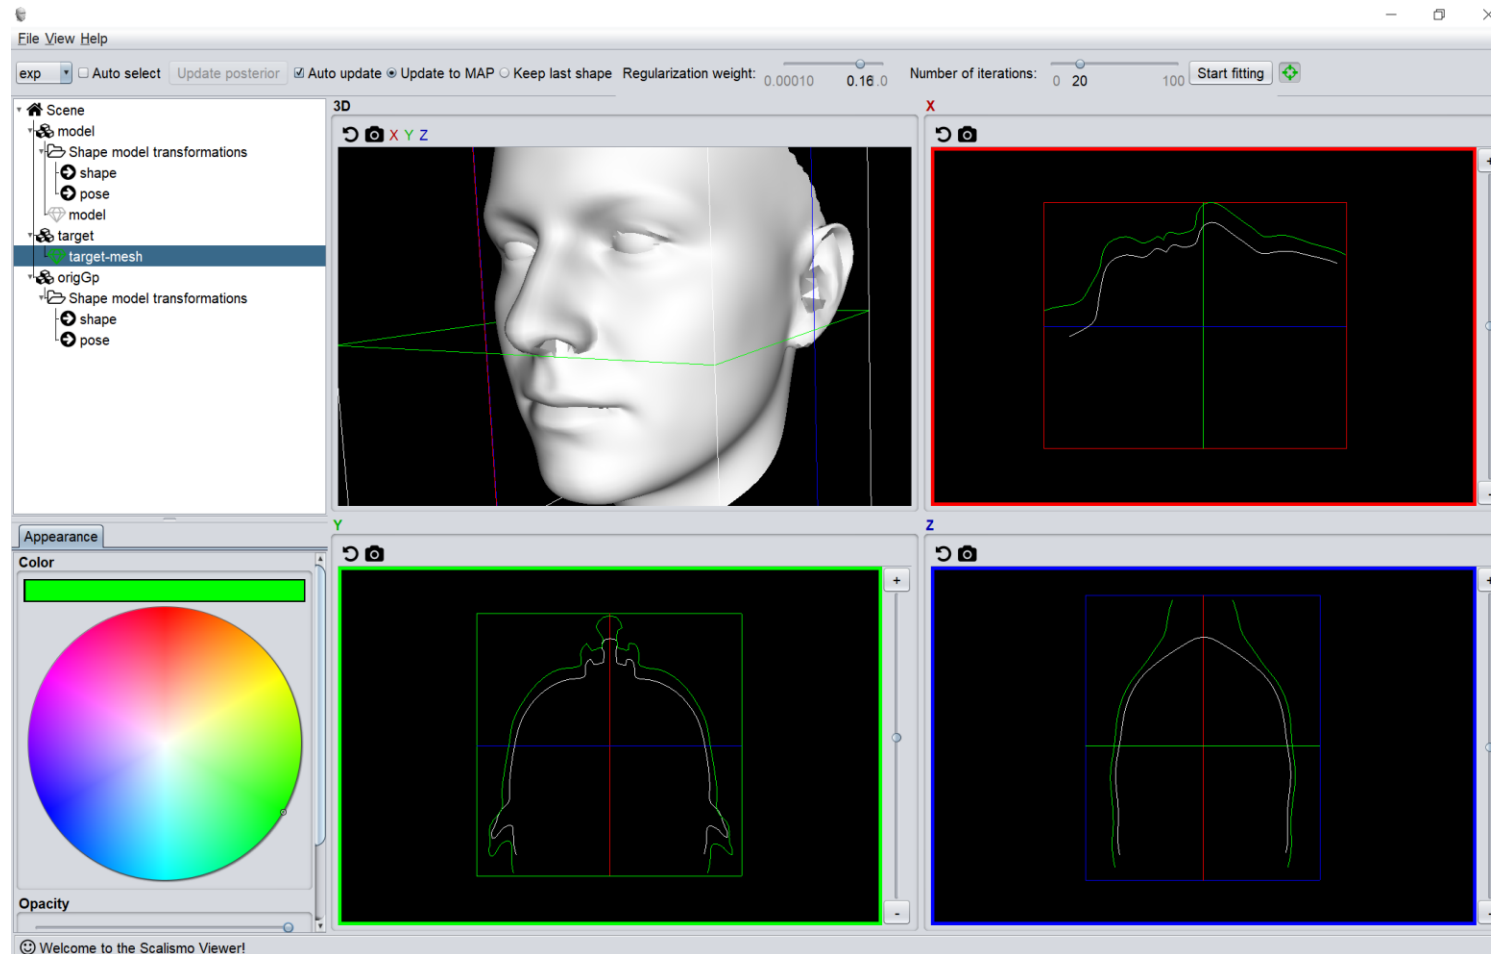 File View Help
exp Auto select Update posterior Auto update Update to MAP Keep last shape Regularization weight: 0.00010 0.16 .0 Number of iterations: 0 20 100 Start fitting
Scene
model
Shape model transformations
shape
pose
model
target
target-mesh
origGp
Shape model transformations
shape
pose
3D
X Y Z
X
Appearance
Color
Opacity
Y
+
-
Z
Welcome to the Scalismo Viewer!